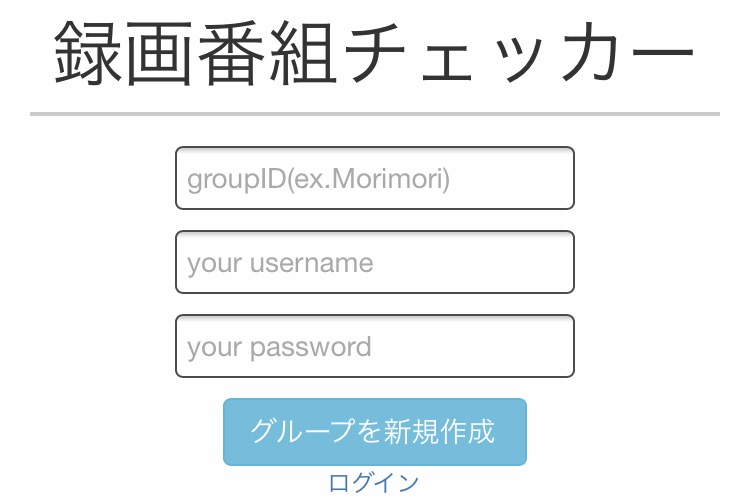 録画番組チェッカー
groupID(ex.Morimori)
your username
your password
グループを新規作成
ログイン